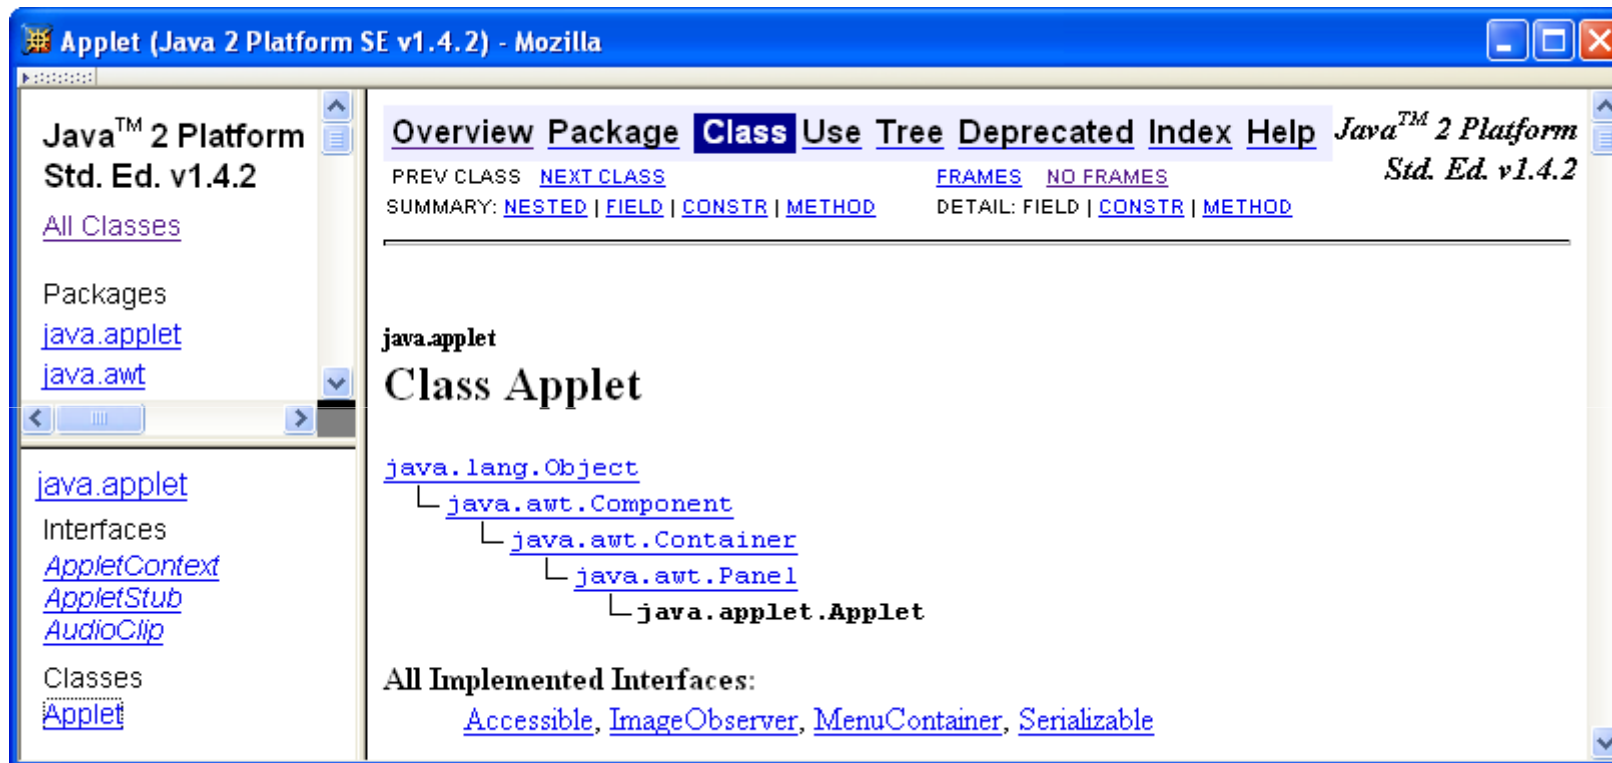 Applet (Java 2 Platform SE v1.4.2) - Mozilla
Java™ 2 Platform
Std. Ed. v1.4.2
All Classes
Packages
java.applet
java.awt
java.applet
Interfaces
AppletContext
AppletStub
AudioClip
Classes
Applet
Overview Package Class Use Tree Deprecated Index Help
Java™ 2 Platform
Std. Ed. v1.4.2
PREV CLASS NEXT CLASS FRAMES NO FRAMES
SUMMARY: NESTED | FIELD | CONSTR | METHOD DETAIL: FIELD | CONSTR | METHOD
java.applet
Class Applet
java.lang.Object
java.awt.Component
java.awt.Container
java.awt.Panel
java.applet.Applet
All Implemented Interfaces:
Accessible, ImageObserver, MenuContainer, Serializable